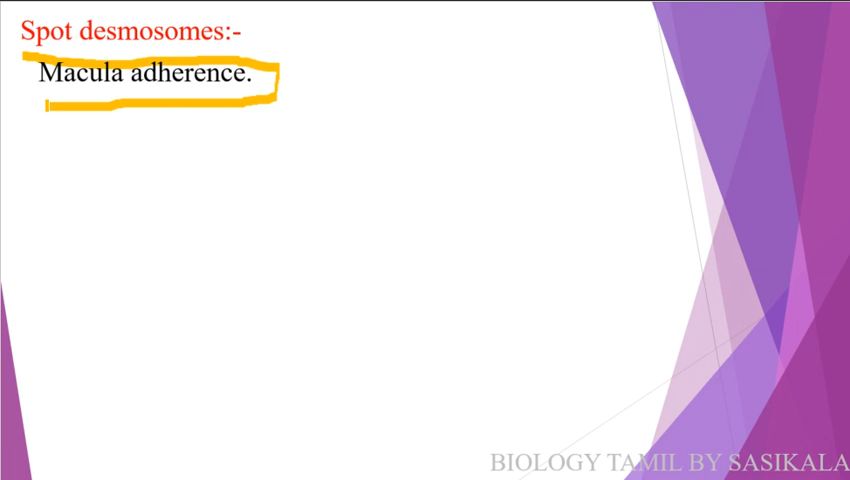 Spot desmosomes:-
Macula adherence.
BIOLOGY TAMIL BY SASIKALA